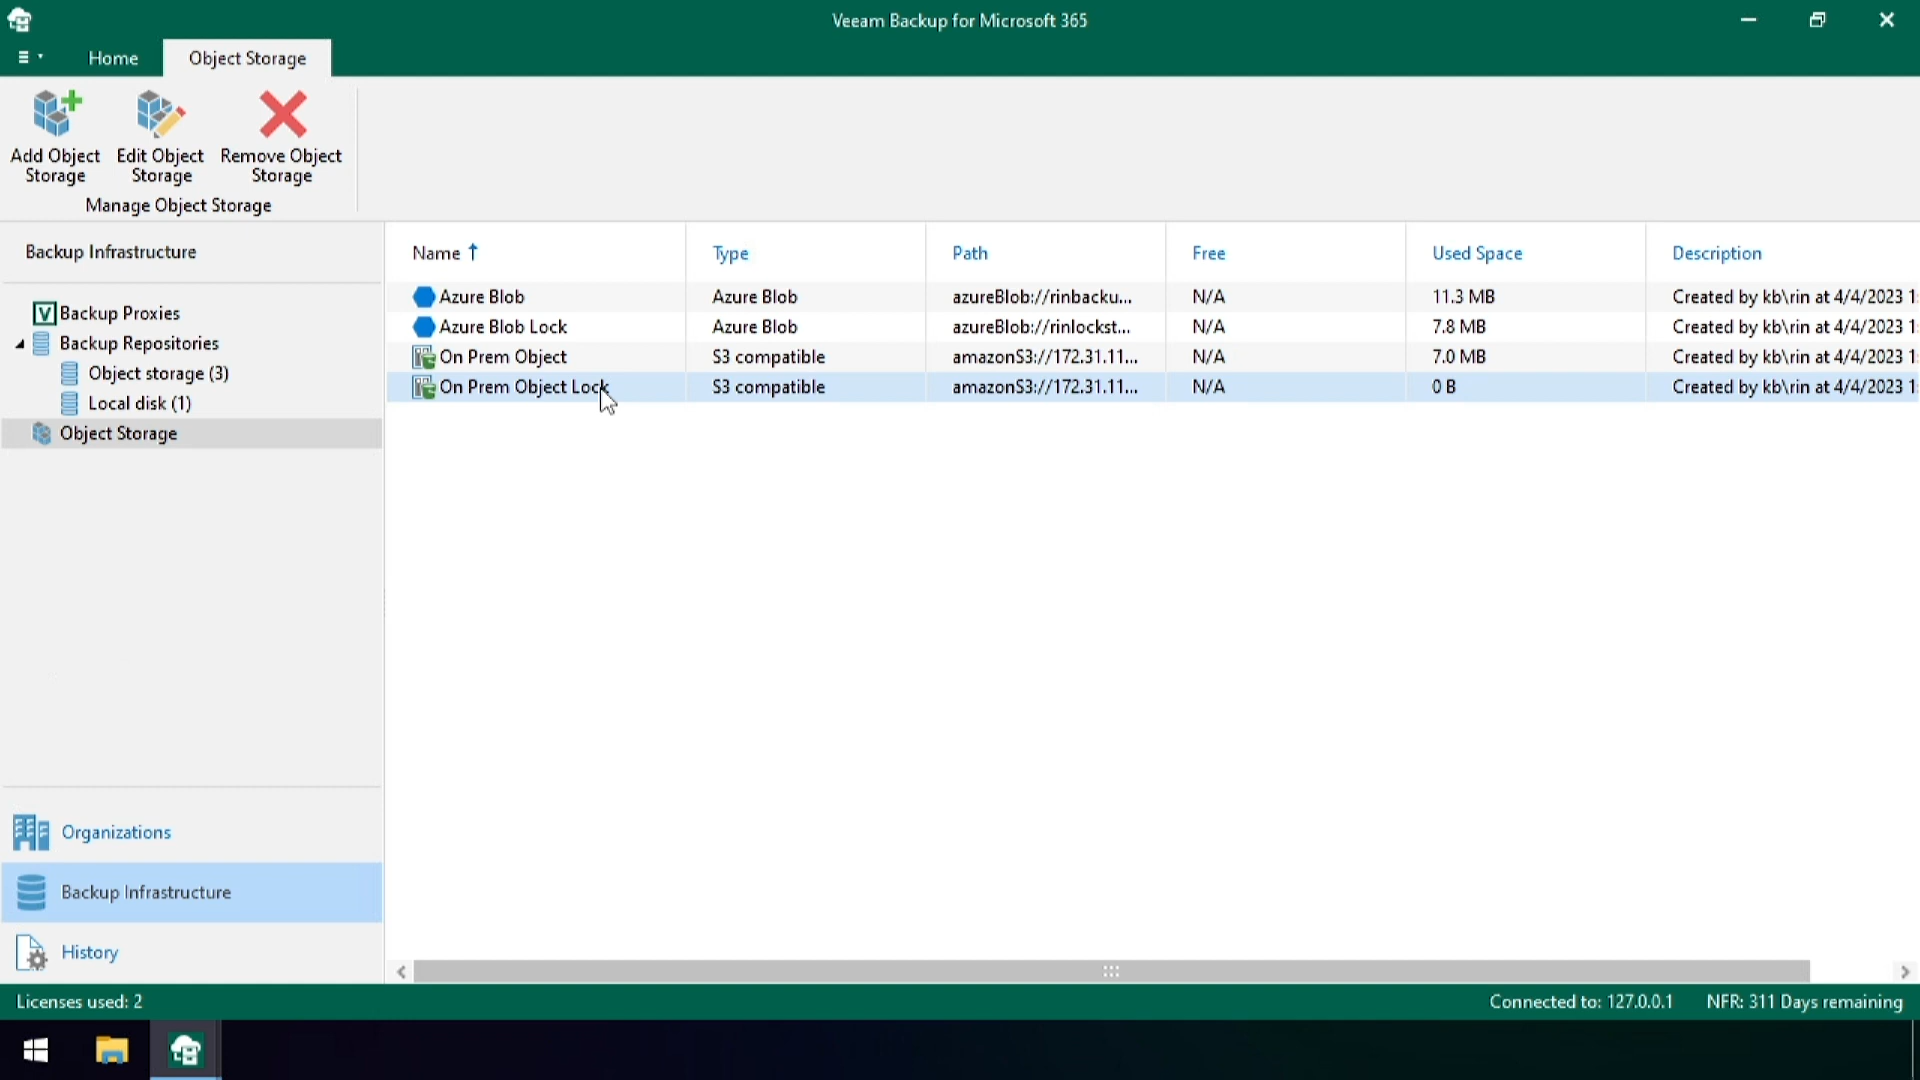 Veeam Backup for Microsoft 365
Home
Object Storage
Add Object
Storage
Edit Object
Storage
Remove Object
Storage
Manage Object Storage
Backup Infrastructure
Backup Proxies
Backup Repositories
Object storage (3)
Local disk (1)
Object Storage
Organizations
Backup Infrastructure
History
Name Type Path Free Used Space Description
Azure Blob Azure Blob azureBlob://rinbacku... N/A 11.3 MB Created by kb\rin at 4/4/2023 1
Azure Blob Lock Azure Blob azureBlob://rinlockst... N/A 7.8 MB Created by kb\rin at 4/4/2023 1
On Prem Object S3 compatible amazonS3://172.31.11... N/A 7.0 MB Created by kb\rin at 4/4/2023 1
On Prem Object Lock S3 compatible amazonS3://172.31.11... N/A 0 B Created by kb\rin at 4/4/2023 1
Licenses used: 2
Connected to: 127.0.0.1
NFR: 311 Days remaining